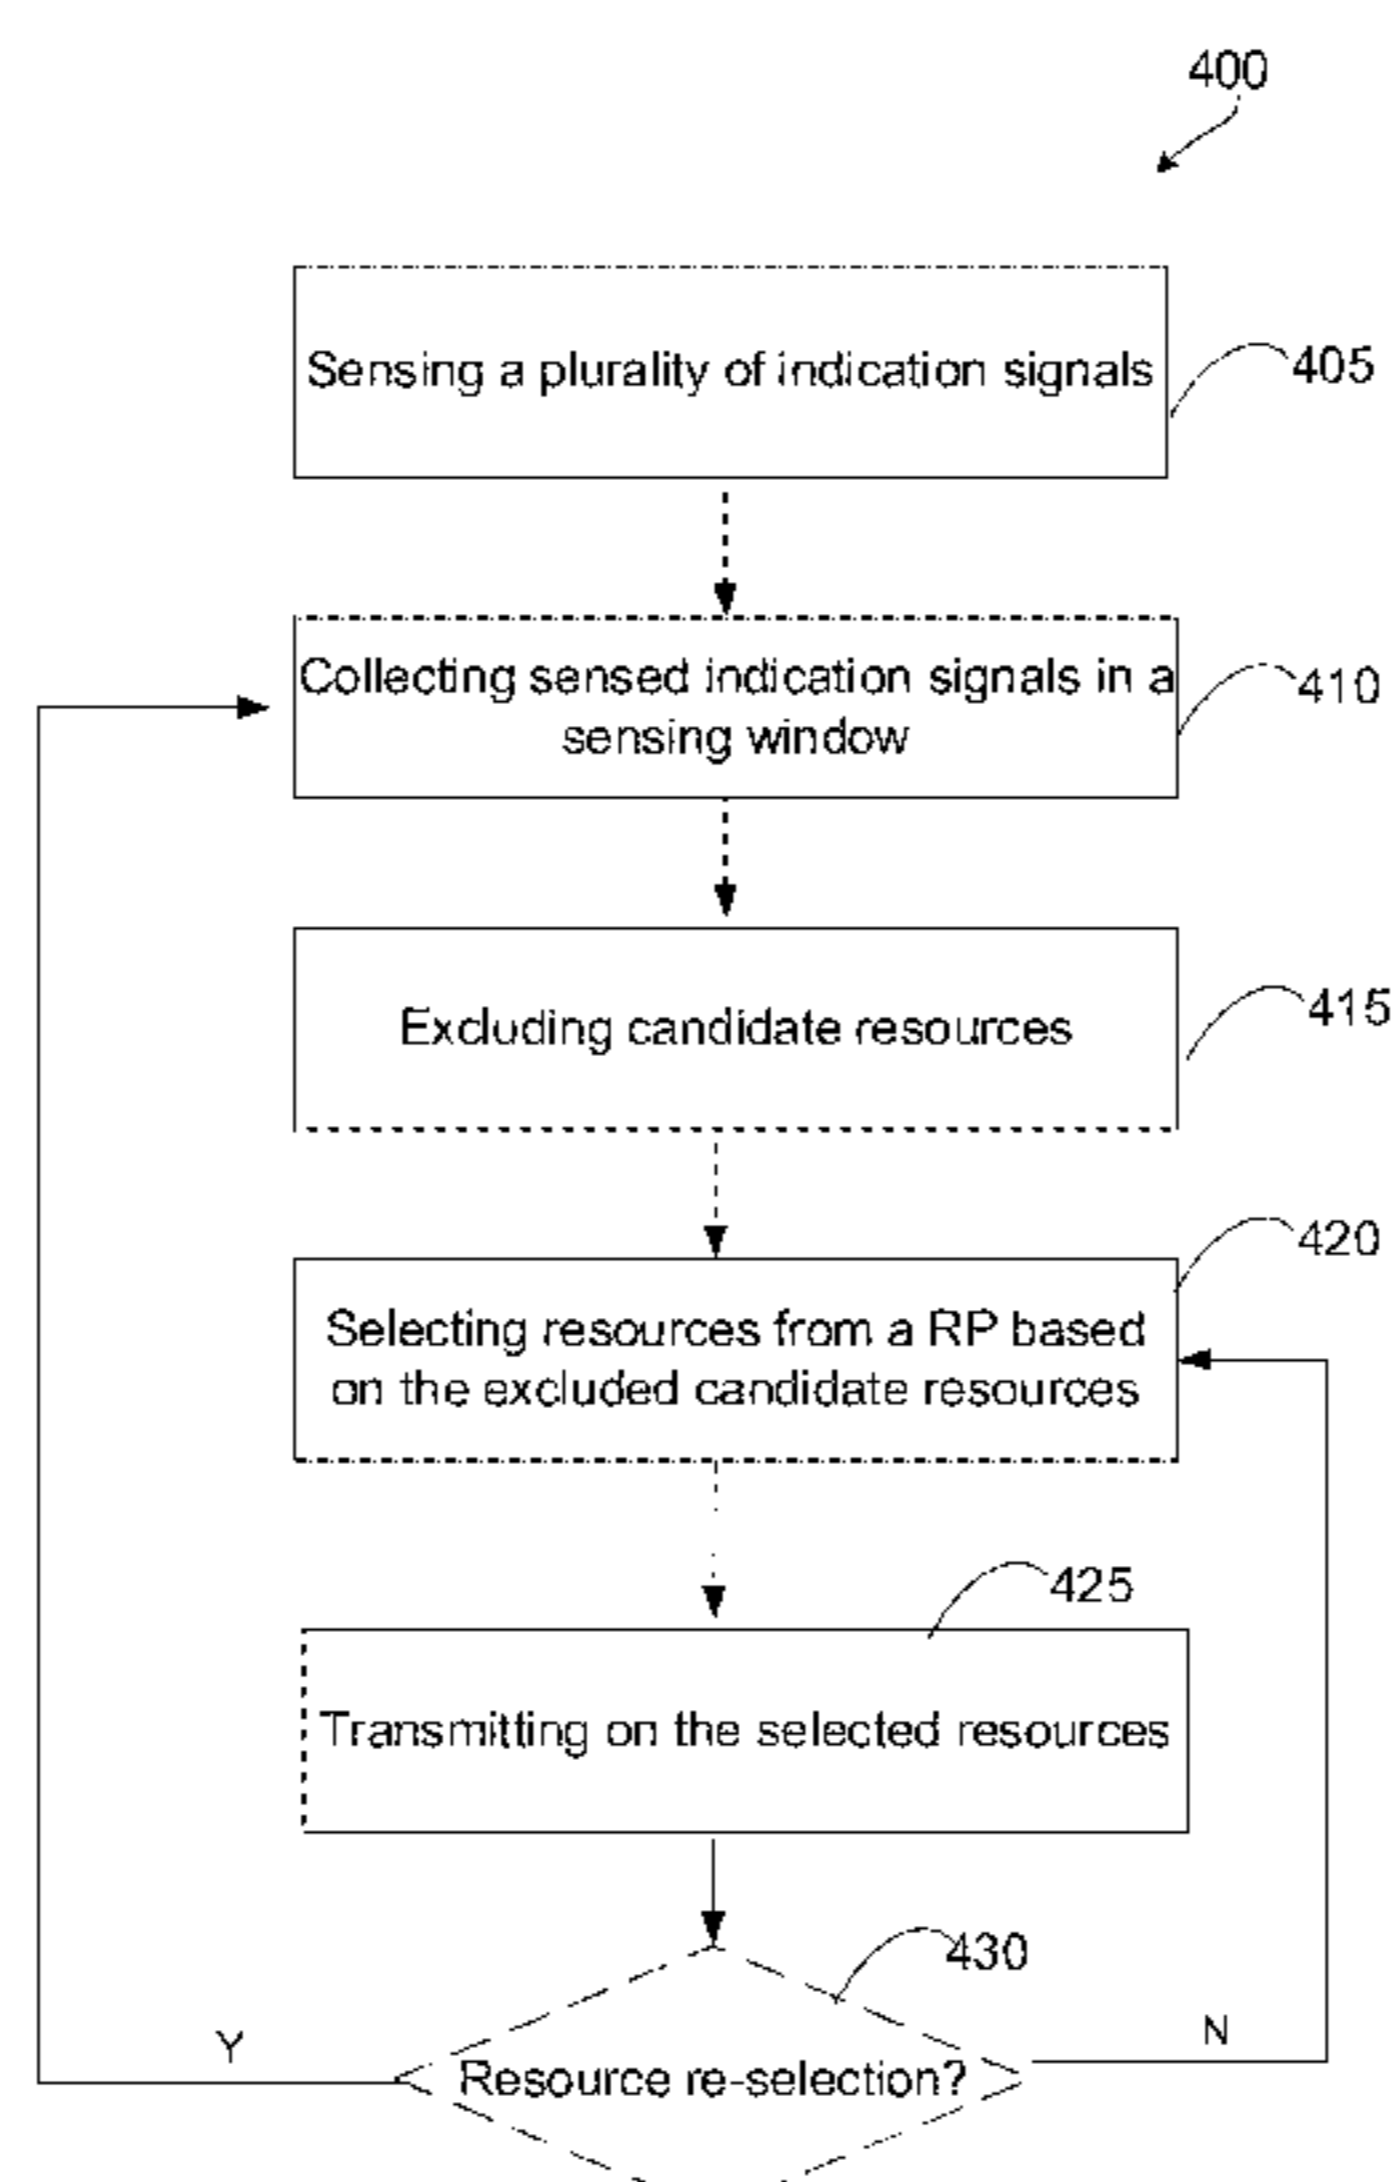 400
Sensing a plurality of indication signals
405
Collecting sensed indication signals in a
sensing window
410
Excluding candidate resources
415
420
Selecting resources from a RP based
on the excluded candidate resources
425
Transmitting on the selected resources
430
Y
N
Resource re-selection?